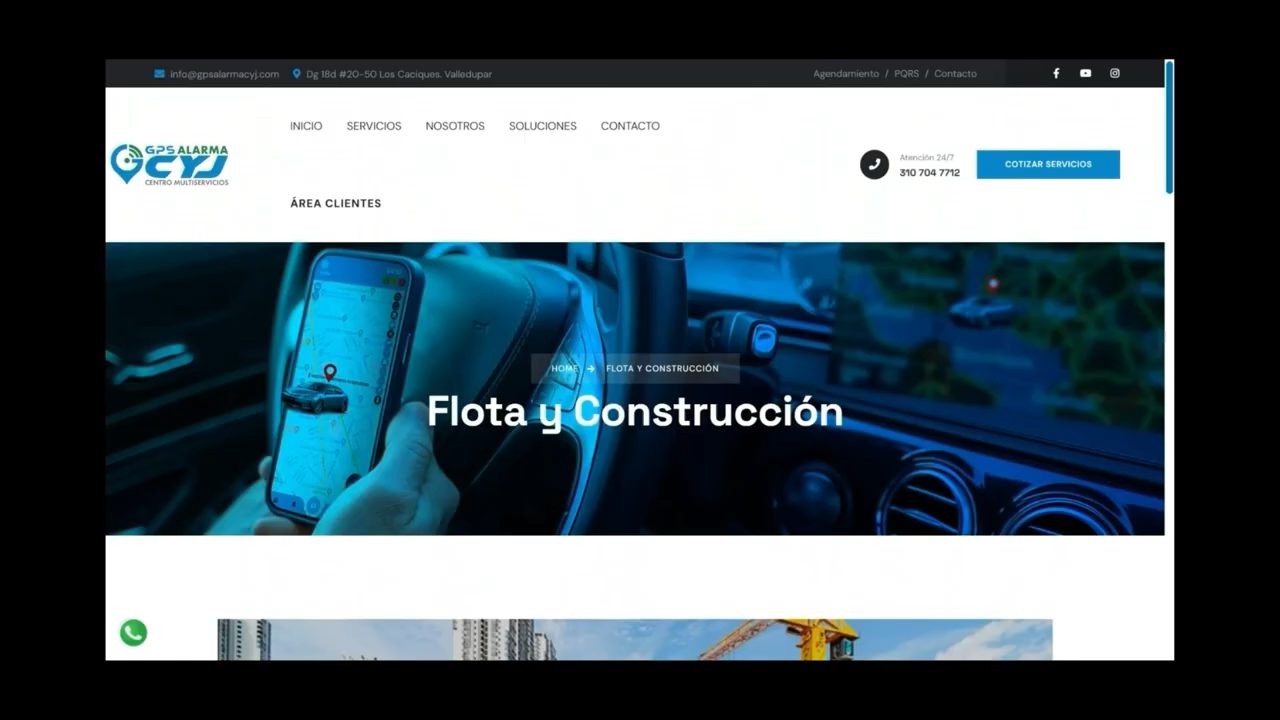 info@gpsalarmacyj.com Dg 18d #20-50 Los Caciques. Valledupar
Agendamiento / PQRS / Contacto
INICIO SERVICIOS NOSOTROS SOLUCIONES CONTACTO
GPS ALARMA
CYJ
CENTRO MULTISERVICIOS
Atención 24/7
310 704 7712
COTIZAR SERVICIOS
ÁREA CLIENTES
HOME → FLOTA Y CONSTRUCCIÓN
Flota y Construcción